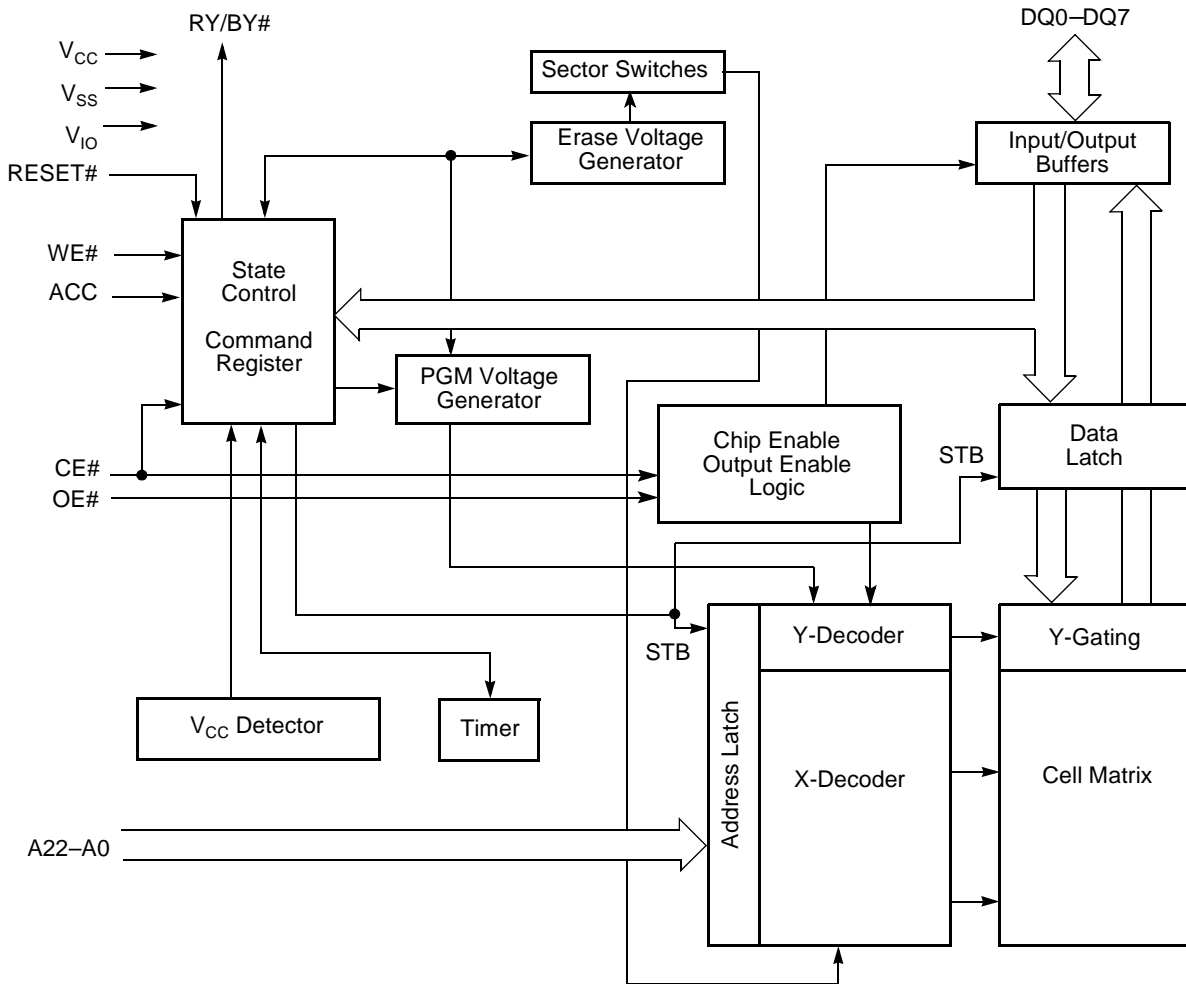 RY/BY#
DQ0–DQ7
VCC
VSS
VIO
RESET#
Sector Switches
Erase Voltage
Generator
Input/Output
Buffers
WE#
ACC
State
Control
Command
Register
PGM Voltage
Generator
Chip Enable
Output Enable
Logic
STB
Data
Latch
CE#
OE#
STB
Y-Decoder
Y-Gating
VCC Detector
Timer
Address Latch
X-Decoder
Cell Matrix
A22–A0